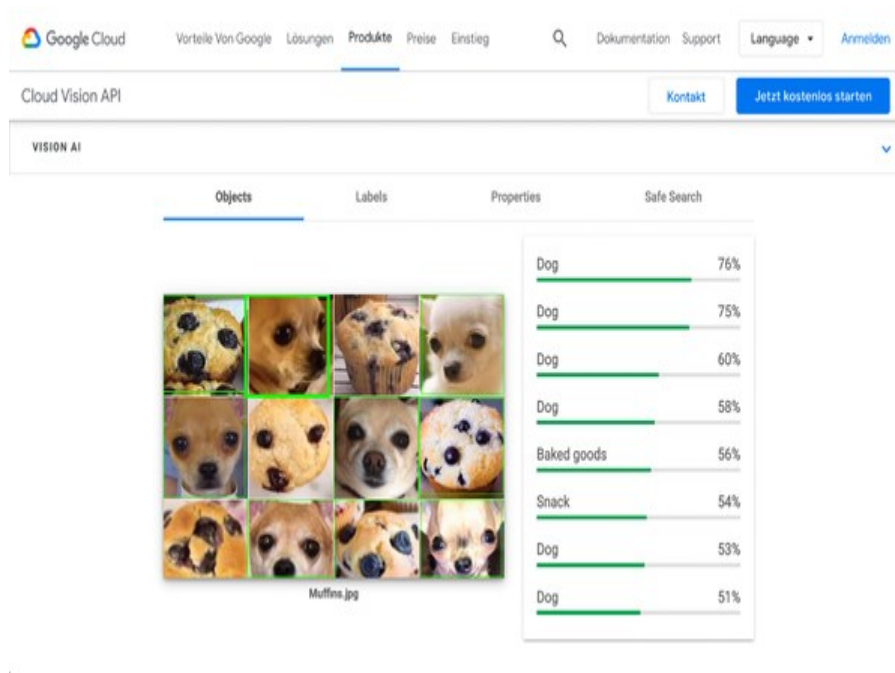 Google Cloud Vorteile Von Google Lösungen Produkte Preise Einstieg Dokumentation Support Language Anmelden
Cloud Vision API Kontakt Jetzt kostenlos starten
VISION AI
Objects Labels Properties Safe Search
Dog 76%
Dog 75%
Dog 60%
Dog 58%
Baked goods 56%
Snack 54%
Dog 53%
Dog 51%
Muffins.jpg